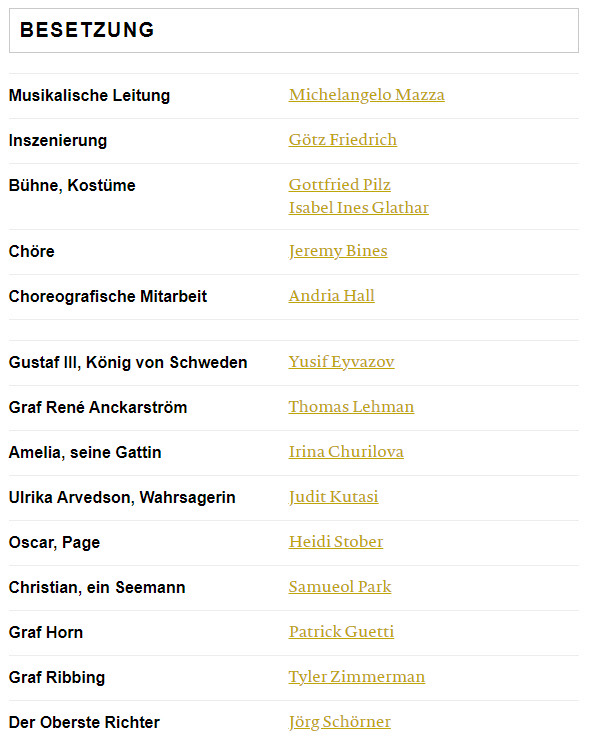 BESETZUNG
Musikalische Leitung Michelangelo Mazza
Inszenierung Götz Friedrich
Bühne, Kostüme Gottfried Pilz
Isabel Ines Glathar
Chöre Jeremy Bines
Choreografische Mitarbeit Andria Hall
Gustaf III, König von Schweden Yusif Eyvazov
Graf René Anckarström Thomas Lehman
Amelia, seine Gattin Irina Churilova
Ulrika Arvedson, Wahrsagerin Judit Kutasi
Oscar, Page Heidi Stober
Christian, ein Seemann Samueol Park
Graf Horn Patrick Guetti
Graf Ribbing Tyler Zimmerman
Der Oberste Richter Jörg Schörner